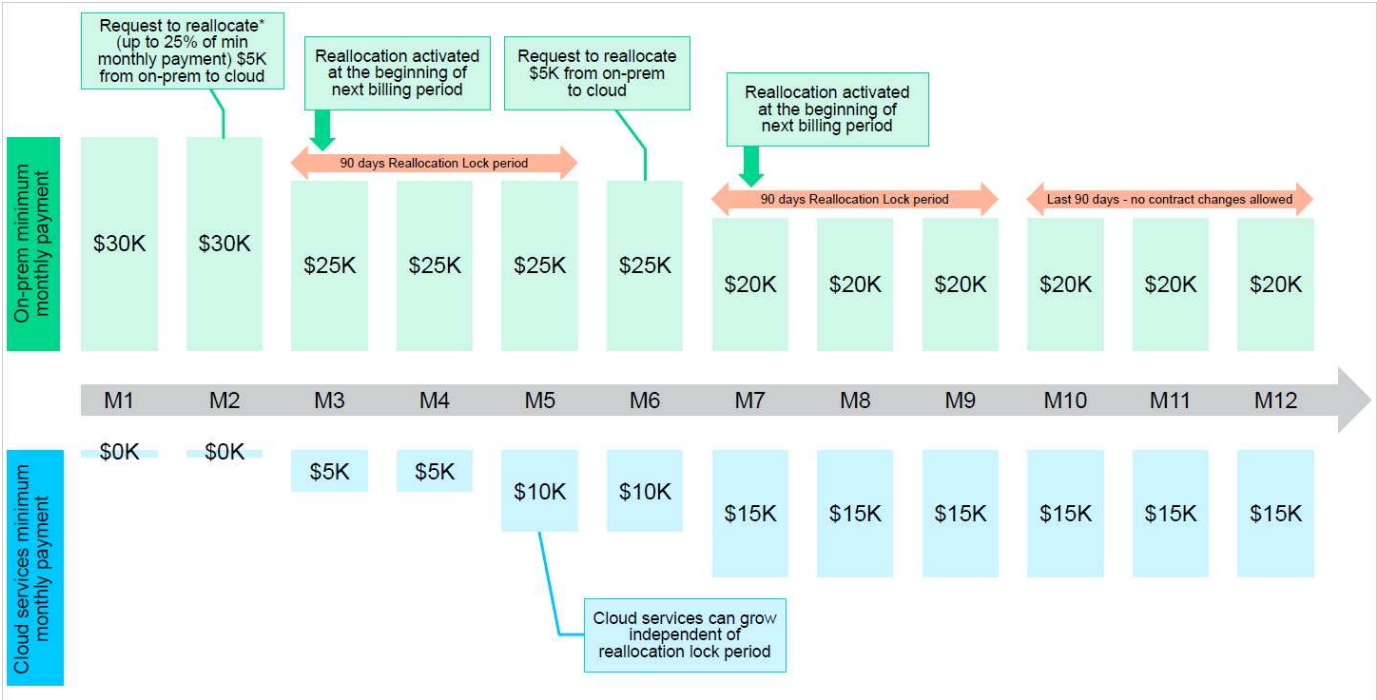 Request to reallocate*
(up to 25% of min
monthly payment) $5K
from on-prem to cloud
Reallocation activated
at the beginning of
next billing period
Request to reallocate
$5K from on-prem
to cloud
Reallocation activated
at the beginning of
next billing period
On-prem minimum
monthly payment
90 days Reallocation Lock period
90 days Reallocation Lock period
Last 90 days - no contract changes allowed
$30K $30K $25K $25K $25K $25K $20K $20K $20K $20K $20K $20K
M1 M2 M3 M4 M5 M6 M7 M8 M9 M10 M11 M12
Cloud services minimum
monthly payment
$0K $0K $5K $5K $10K $10K $15K $15K $15K $15K $15K $15K
Cloud services can grow
independent of
reallocation lock period